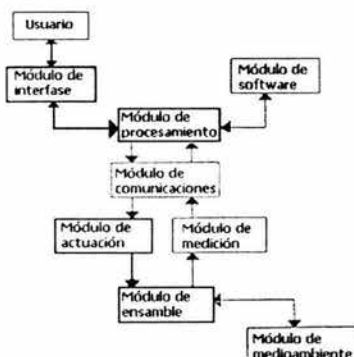 Usuario
Módulo de
interfase
Módulo de
software
Módulo de
procesamiento
Módulo de
comunicaciones
Módulo de
actuación
Módulo de
medición
Módulo de
ensamble
Módulo de
medioambiente